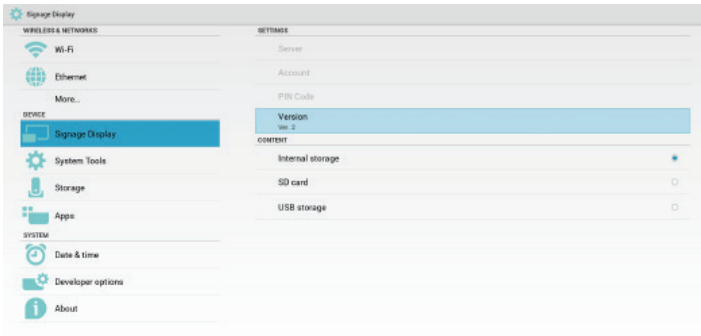 Signage Display
WIRELESS & NETWORKS
Wi-Fi
Ethernet
More...
DEVICE
Signage Display
System Tools
Storage
Apps
SYSTEM
Date & time
Developer options
About
SETTINGS
Server
Account
PIN Code
Version
Ver. 2
CONTENT
Internal storage
SD card
USB storage